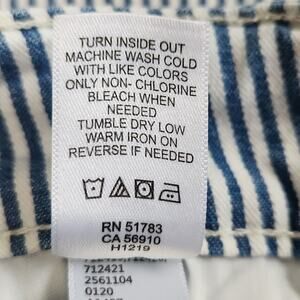 TURN INSIDE OUT
MACHINE WASH COLD
WITH LIKE COLORS
ONLY NON- CHLORINE
BLEACH WHEN
NEEDED
TUMBLE DRY LOW
WARM IRON ON
REVERSE IF NEEDED
RN 51783
CA 56910
H1219
712421
2561104
0120